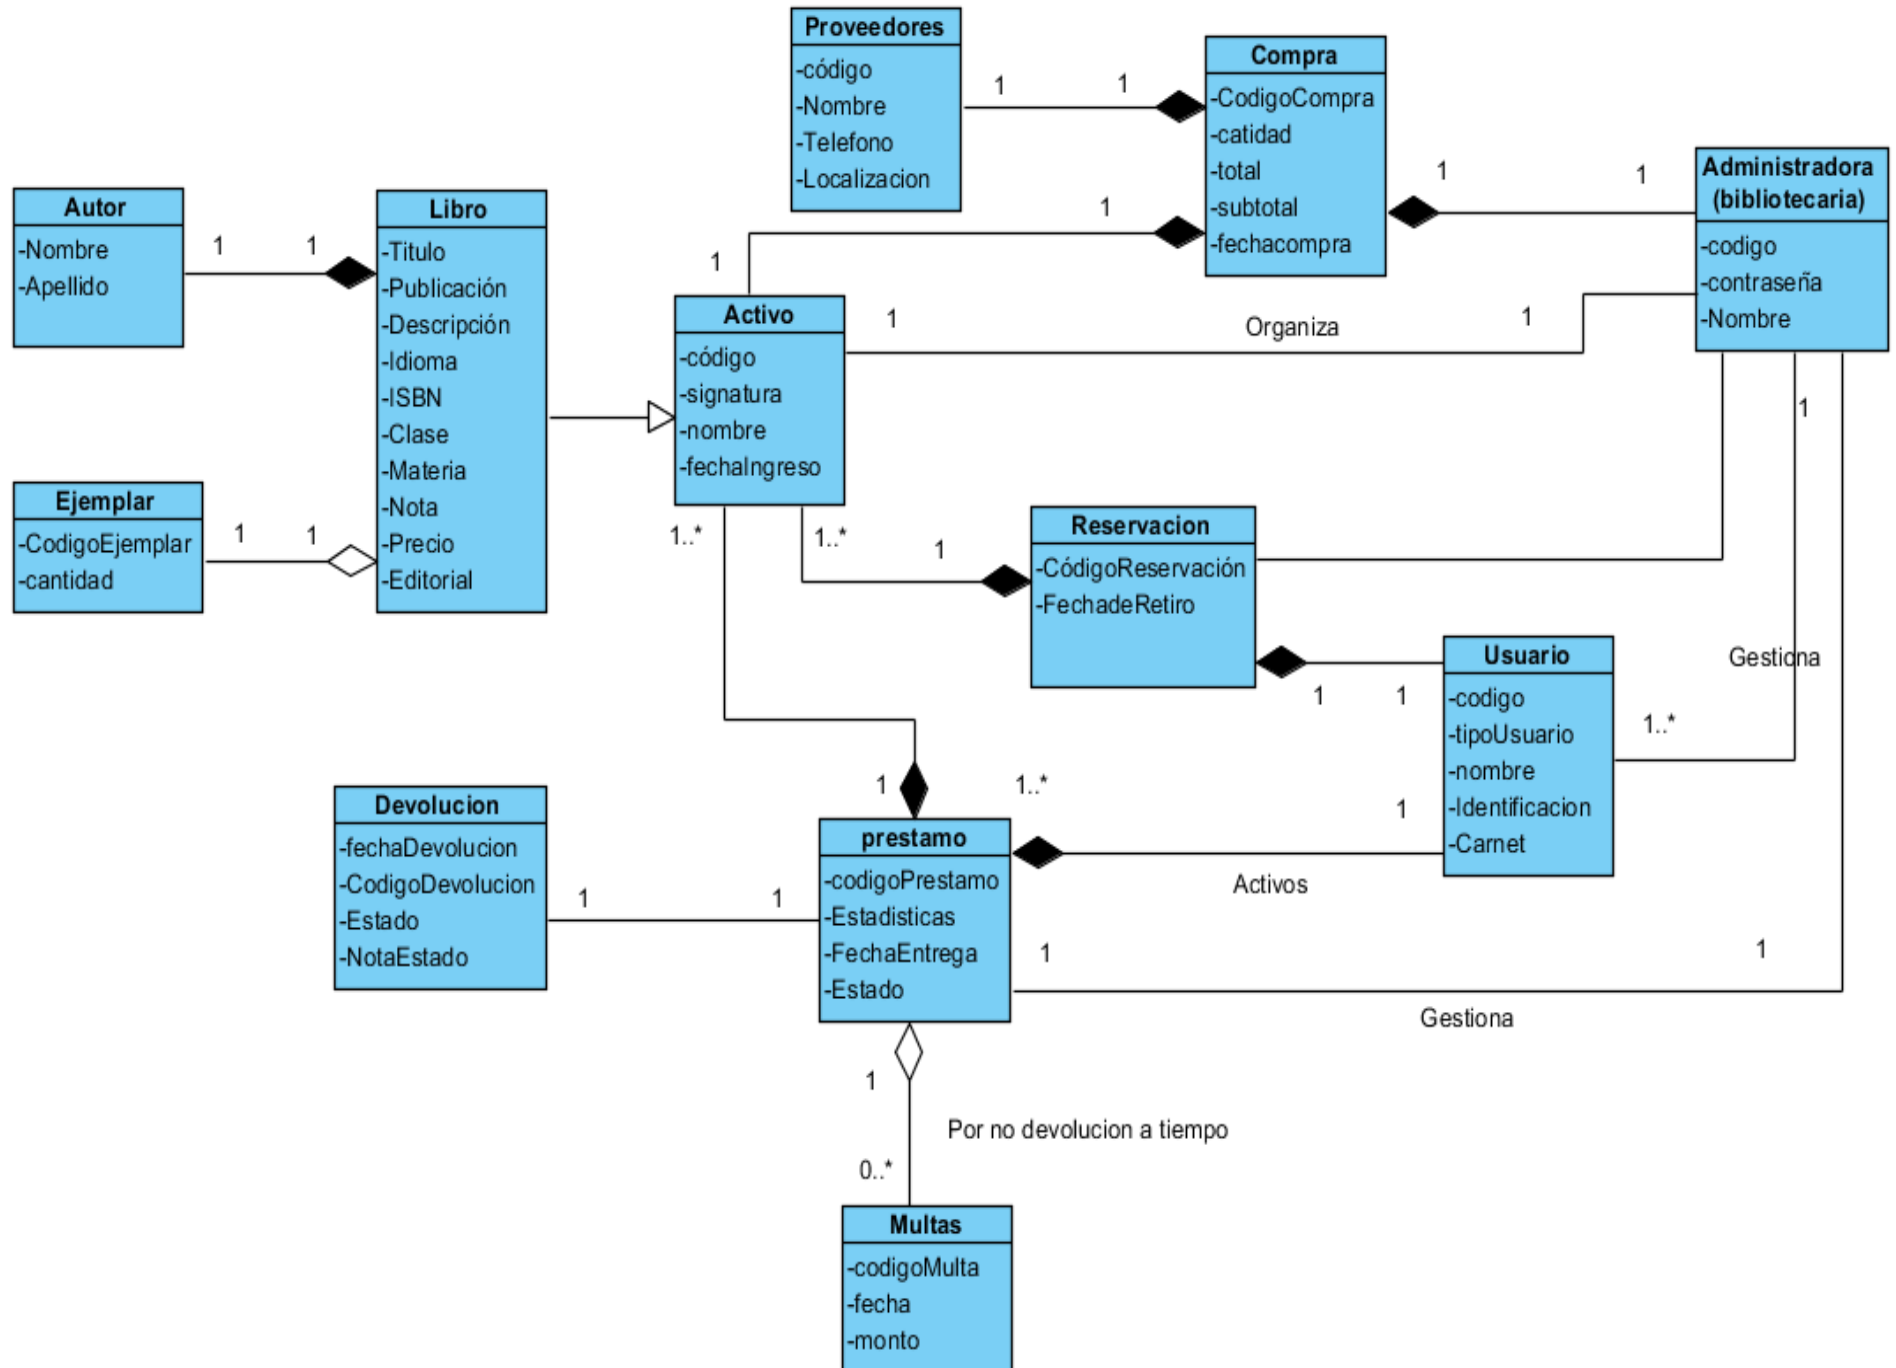 Proveedores
-código
-Nombre
-Telefono
-Localizacion
1
1
Compra
-CodigoCompra
-catidad
-total
-subtotal
-fechacompra
1
1
Administradora
(bibliotecaria)
-codigo
-contraseña
-Nombre
Autor
-Nombre
-Apellido
1
1
Libro
-Titulo
-Publicación
-Descripción
-Idioma
-ISBN
-Clase
-Materia
-Nota
-Precio
-Editorial
1
1
Activo
-código
-signatura
-nombre
-fechaIngreso
1
Organiza
1
Ejemplar
-CodigoEjemplar
-cantidad
1
1
1..*
1..*
1
Reservacion
-CódigoReservación
-FechadeRetiro
1
1
1
Gestiona
1..*
Usuario
-codigo
-tipoUsuario
-nombre
-Identificacion
-Carnet
Devolucion
-fechaDevolucion
-CodigoDevolucion
-Estado
-NotaEstado
1
1
1
1..*
1
prestamo
-codigoPrestamo
-Estadisticas
-FechaEntrega
-Estado
Activos
1
1
Gestiona
1
Por no devolucion a tiempo
0..*
Multas
-codigoMulta
-fecha
-monto